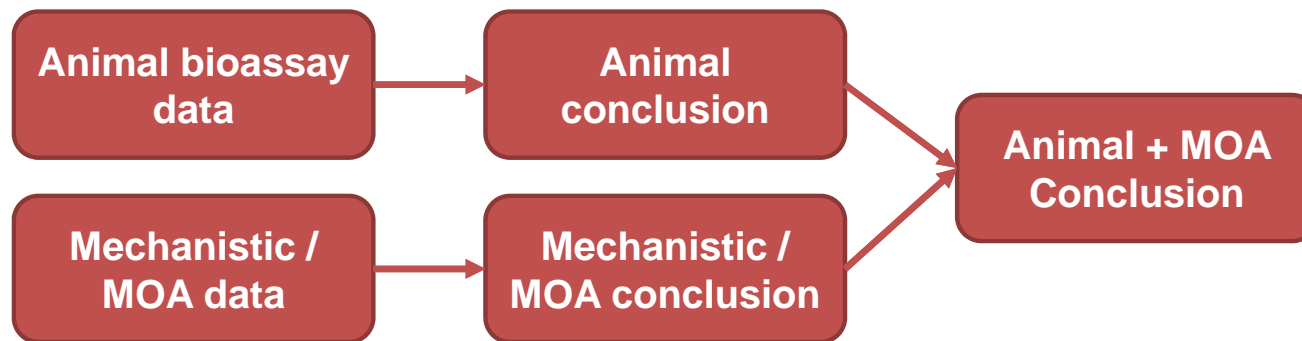 Animal bioassay
data
Animal
conclusion
Animal + MOA
Conclusion
Mechanistic /
MOA data
Mechanistic /
MOA conclusion